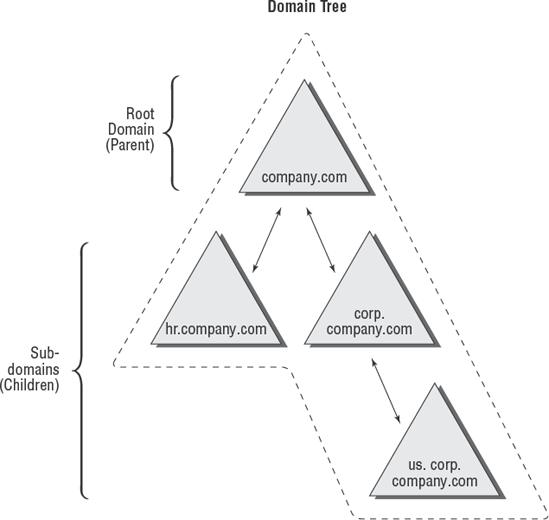 Domain Tree
Root
Domain
(Parent)
company.com
hr.company.com
corp.
company.com
Sub-
domains
(Children)
us. corp.
company.com